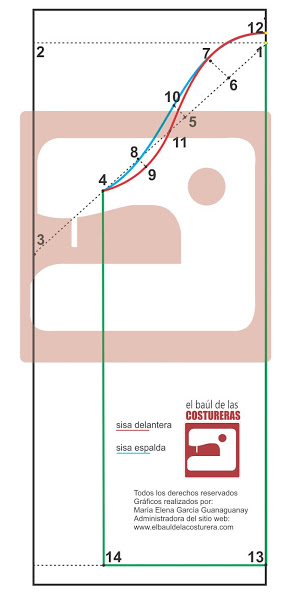 12
2
1
7
6
10
5
11
8
9
4
3
el baúl de las
COSTURERAS
sisa delantera
sisa espalda
Todos los derechos reservados
Gráficos realizados por:
María Elena García Guanaguanay
Administradora del sitio web:
www.elbauldelacosturera.com
14
13